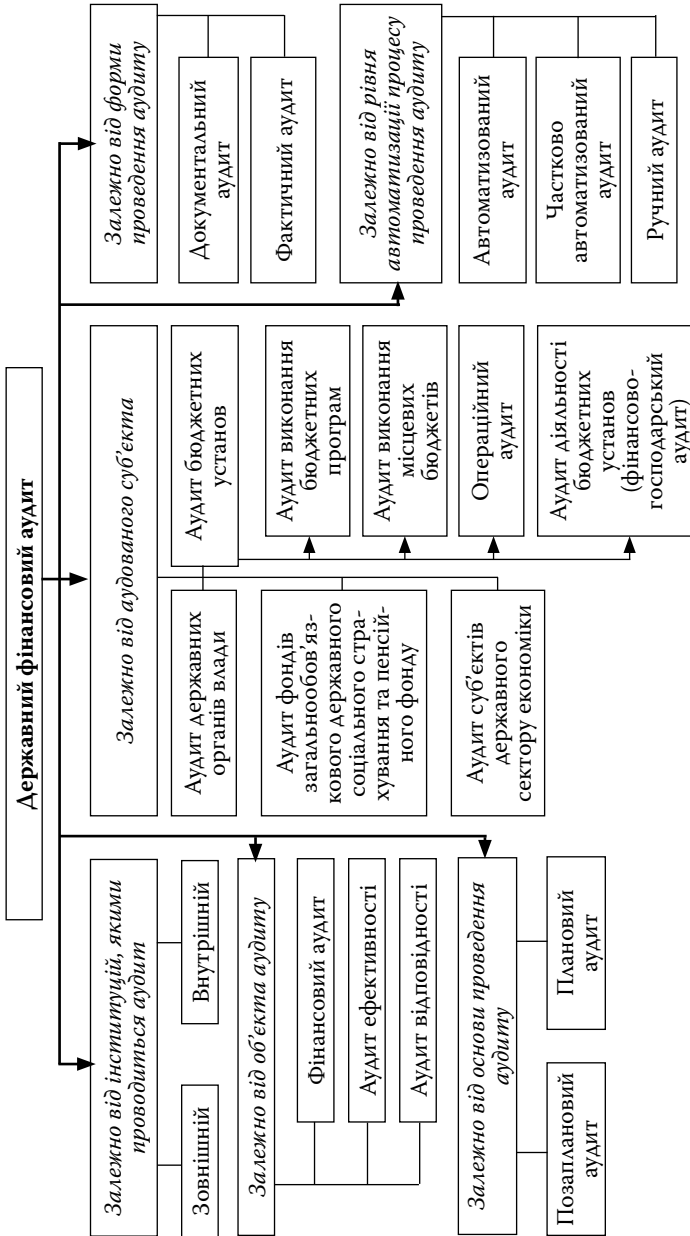 Державний фінансовий аудит
Залежно від інституцій, якими
проводиться аудит
Зовнішній
Внутрішній
Залежно від об’єкта аудиту
Фінансовий аудит
Аудит ефективності
Аудит відповідності
Залежно від основи проведення
аудиту
Позаплановий
аудит
Плановий
аудит
Залежно від аудованого суб’єкта
Аудит державних
органів влади
Аудит фондів
загальнообов’яз-
кового державного
соціального стра-
хування та пенсій-
ного фонду
Аудит суб’єктів
державного
сектору економіки
Аудит бюджетних
установ
Аудит виконання
бюджетних
програм
Аудит виконання
місцевих
бюджетів
Операційний
аудит
Аудит діяльності
бюджетних
установ
(фінансово-
господарський
аудит)
Залежно від форми
проведення аудиту
Документальний
аудит
Фактичний аудит
Залежно від рівня
автоматизації процесу
проведення аудиту
Автоматизований
аудит
Частково
автоматизований
аудит
Ручний аудит